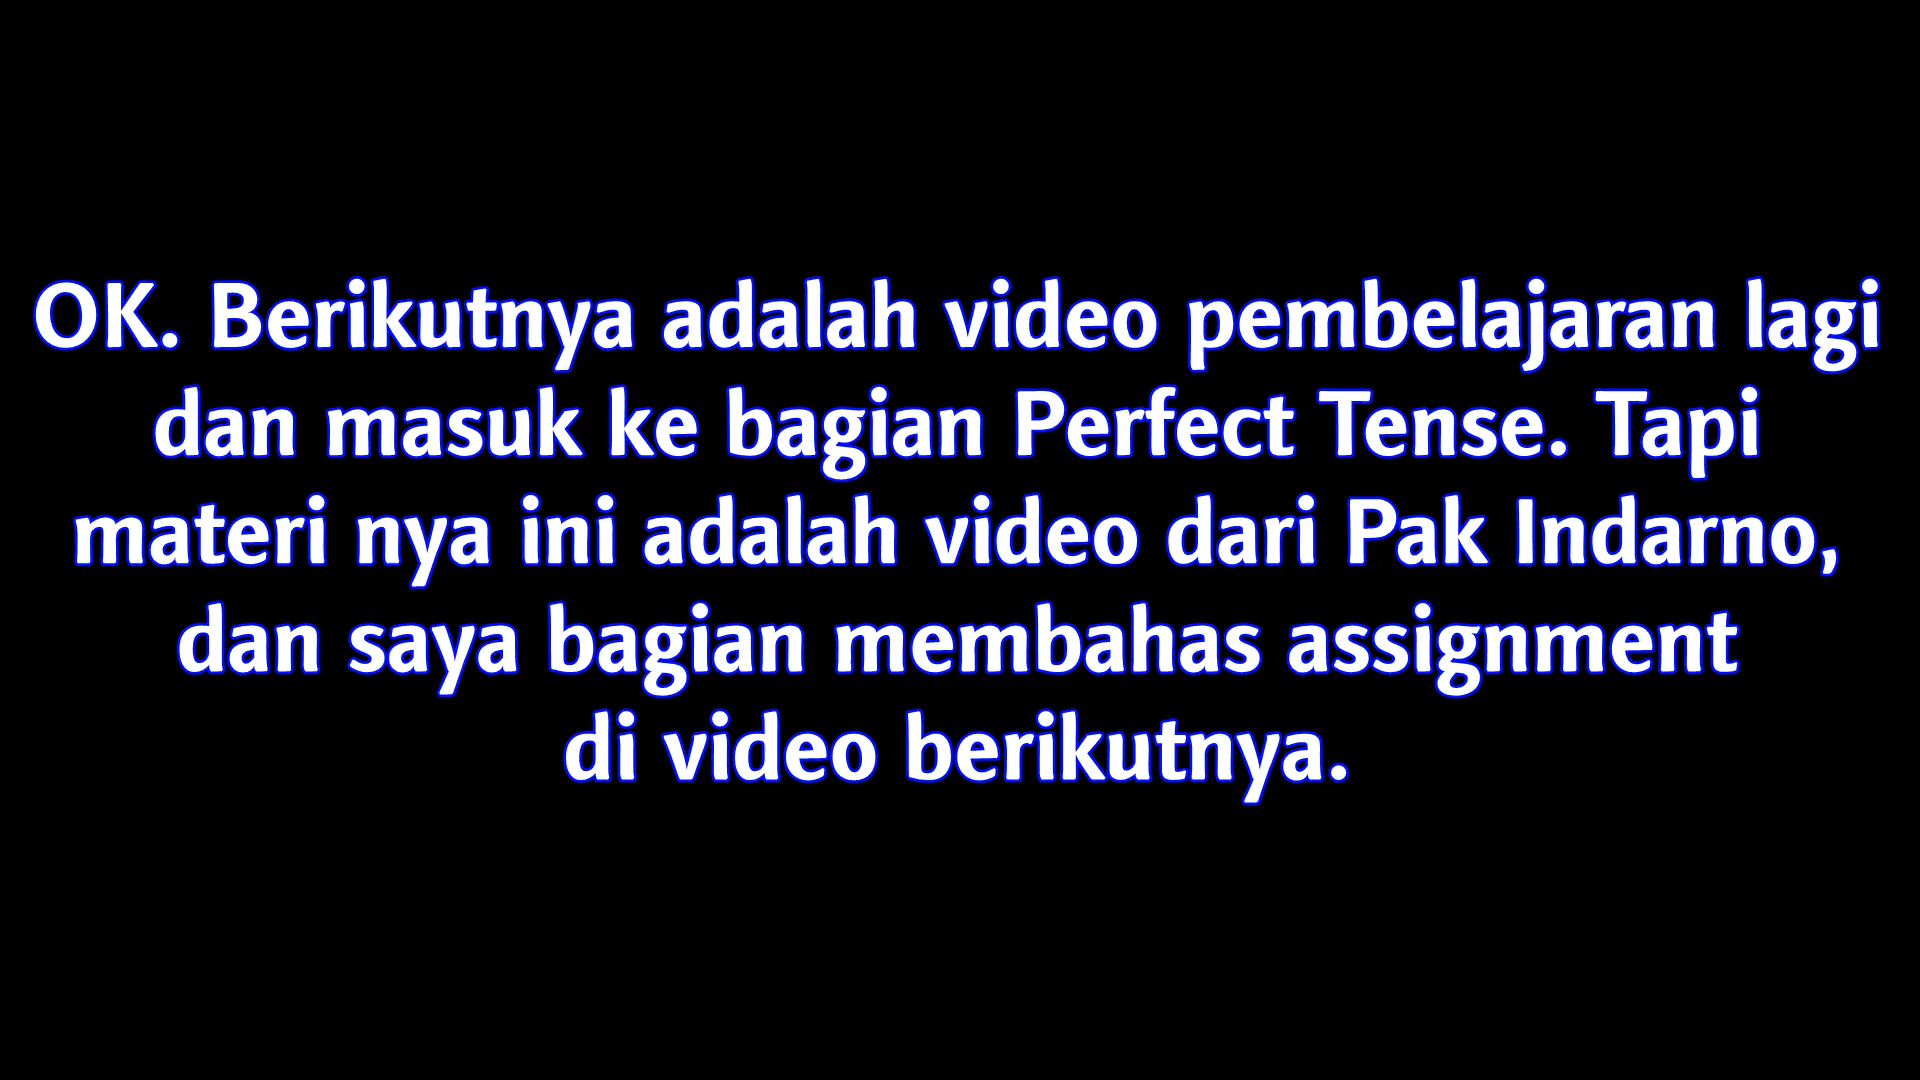 OK. Berikutnya adalah video pembelajaran lagi
dan masuk ke bagian Perfect Tense. Tapi
materi nya ini adalah video dari Pak Indarno,
dan saya bagian membahas assignment
di video berikutnya.